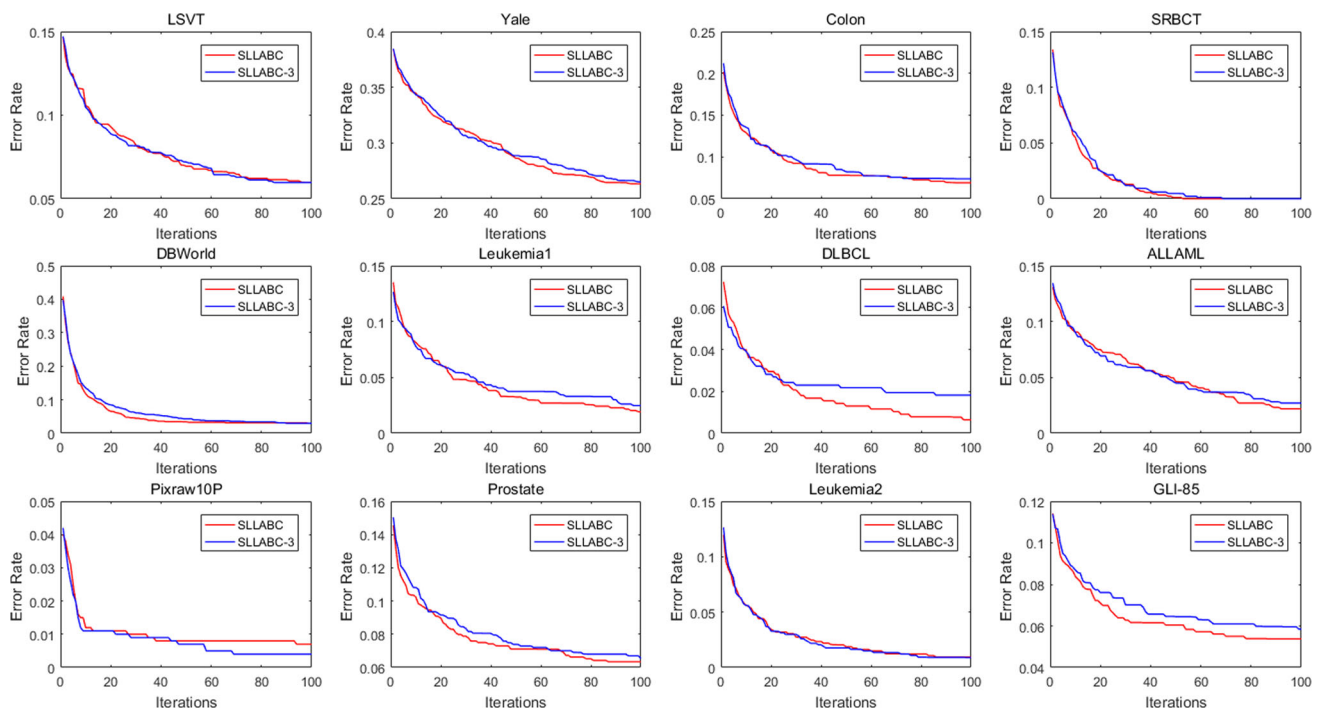 LSVT
0.15
0.1
0.05
Error Rate
SLLABC
SLLABC-3
0 20 40 60 80 100
Iterations
Yale
0.4
0.35
0.3
0.25
Error Rate
SLLABC
SLLABC-3
0 20 40 60 80 100
Iterations
Colon
0.25
0.2
0.15
0.1
0.05
Error Rate
SLLABC
SLLABC-3
0 20 40 60 80 100
Iterations
SRBCT
0.15
0.1
0.05
0
Error Rate
SLLABC
SLLABC-3
0 20 40 60 80 100
Iterations
DBWorld
0.5
0.4
0.3
0.2
0.1
0
Error Rate
SLLABC
SLLABC-3
0 20 40 60 80 100
Iterations
Leukemia1
0.15
0.1
0.05
0
Error Rate
SLLABC
SLLABC-3
0 20 40 60 80 100
Iterations
DLBCL
0.08
0.06
0.04
0.02
0
Error Rate
SLLABC
SLLABC-3
0 20 40 60 80 100
Iterations
ALLAML
0.15
0.1
0.05
0
Error Rate
SLLABC
SLLABC-3
0 20 40 60 80 100
Iterations
Pixraw10P
0.05
0.04
0.03
0.02
0.01
0
Error Rate
SLLABC
SLLABC-3
0 20 40 60 80 100
Iterations
Prostate
0.16
0.14
0.12
0.1
0.08
0.06
Error Rate
SLLABC
SLLABC-3
0 20 40 60 80 100
Iterations
Leukemia2
0.15
0.1
0.05
0
Error Rate
SLLABC
SLLABC-3
0 20 40 60 80 100
Iterations
GLI-85
0.12
0.1
0.08
0.06
0.04
Error Rate
SLLABC
SLLABC-3
0 20 40 60 80 100
Iterations